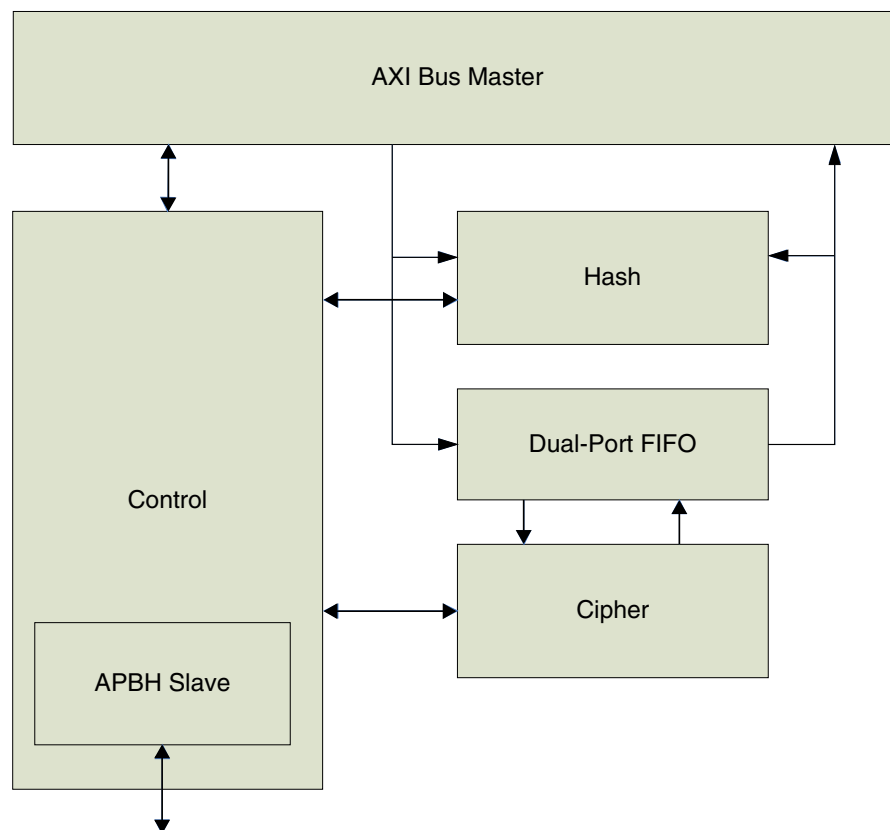 AXI Bus Master
Hash
Dual-Port FIFO
Control
Cipher
APBH Slave